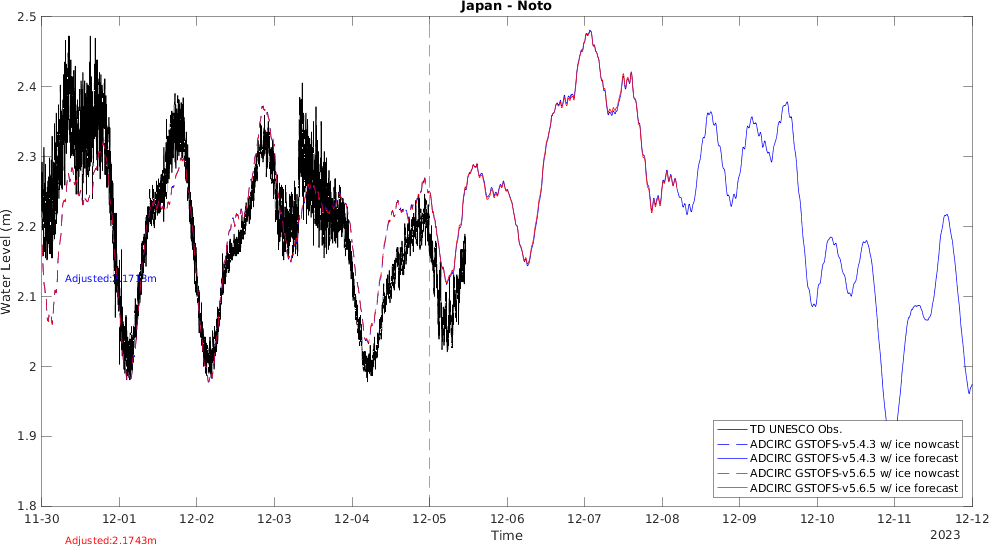 Japan - Noto
2.5
2.4
2.3
2.2
2.1
2
1.9
1.8
Water Level (m)
Adjusted:2.1713m
TD UNESCO Obs.
ADCIRC GSTOFS-v5.4.3 w/ ice nowcast
ADCIRC GSTOFS-v5.4.3 w/ ice forecast
ADCIRC GSTOFS-v5.6.5 w/ ice nowcast
ADCIRC GSTOFS-v5.6.5 w/ ice forecast
11-30 12-01 12-02 12-03 12-04 12-05 12-06 12-07 12-08 12-09 12-10 12-11 12-12
Time
2023
Adjusted:2.1743m